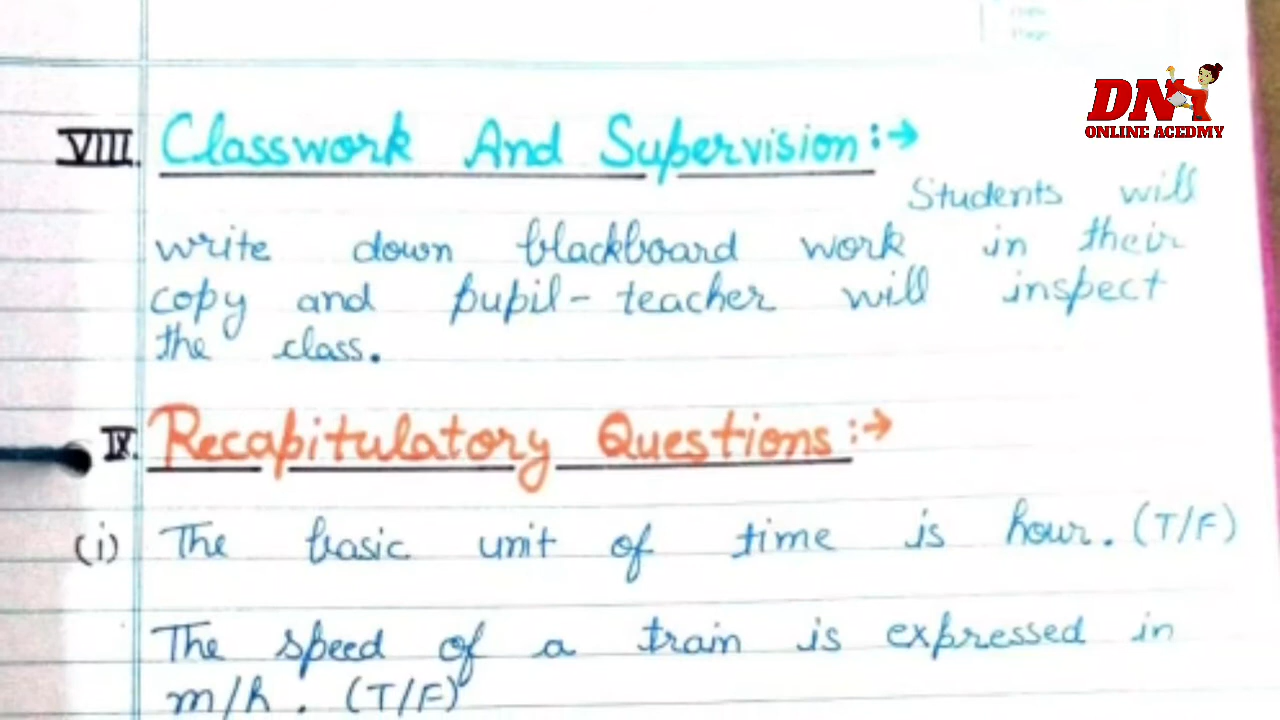 DN
ONLINE ACEDMY
VIII. Classwork And Supervision :→
Students will
write down blackboard work in their
copy and pupil-teacher will inspect
the class.
IX. Recapitulatory Questions :→
(i) The basic unit of time is hour. (T/F)
The speed of a train is expressed in
m/h. (T/F)